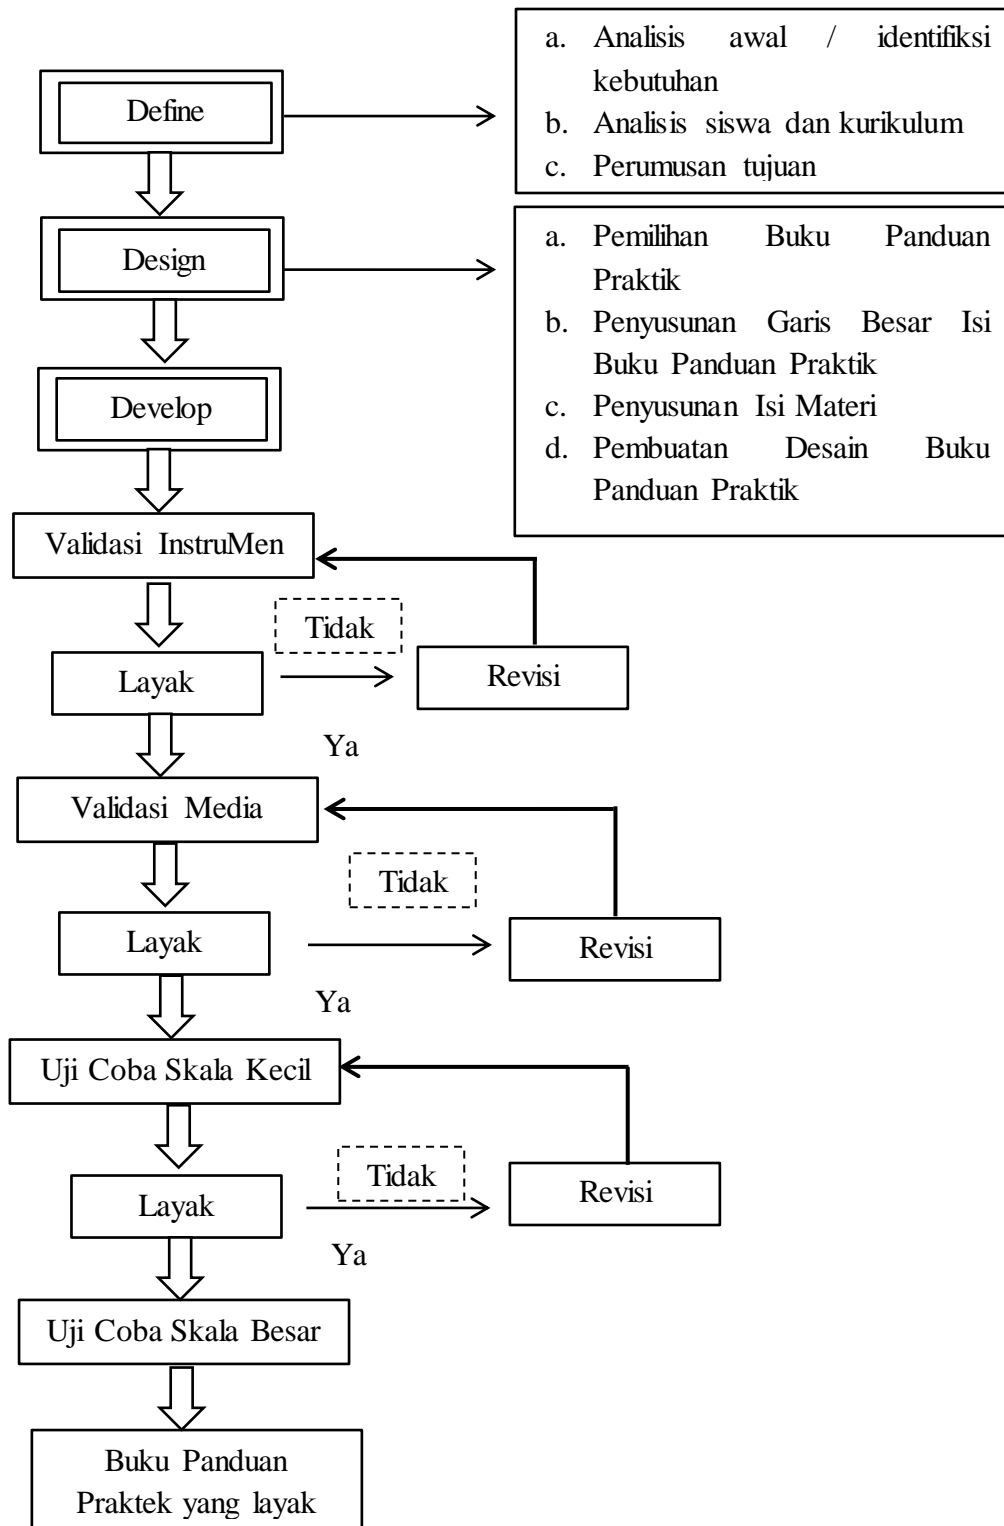 Define
a. Analisis awal / identifiksi
kebutuhan
b. Analisis siswa dan kurikulum
c. Perumusan tujuan
Design
a. Pemilihan Buku Panduan
Praktik
b. Penyusunan Garis Besar Isi
Buku Panduan Praktik
c. Penyusunan Isi Materi
d. Pembuatan Desain Buku
Panduan Praktik
Develop
Validasi InstruMen
Tidak
Layak
Revisi
Ya
Validasi Media
Tidak
Layak
Revisi
Ya
Uji Coba Skala Kecil
Tidak
Layak
Revisi
Ya
Uji Coba Skala Besar
Buku Panduan
Praktek yang layak